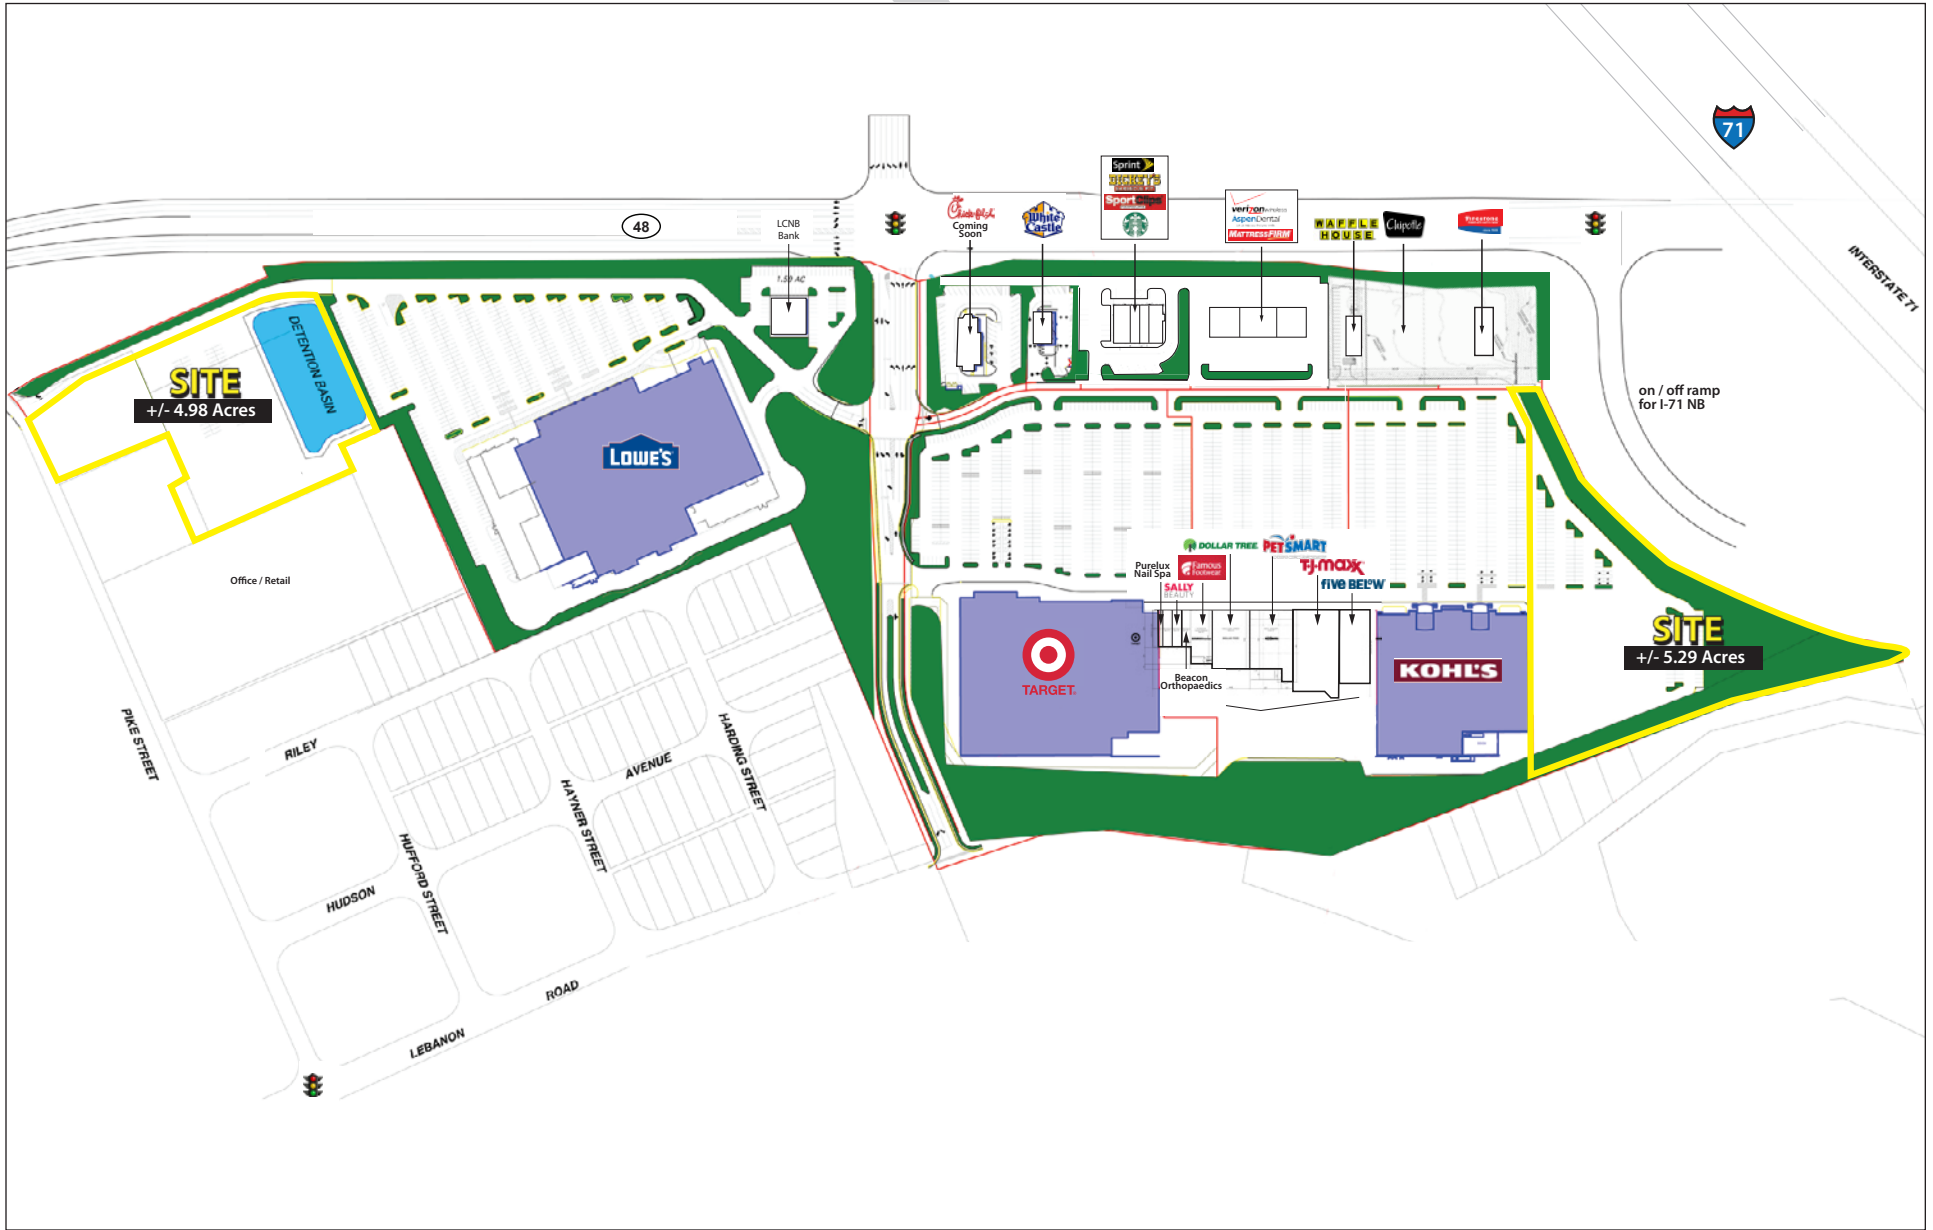 71
INTERSTATE 71
48
LCNB
Bank
Chick-fil-A
Coming
Soon
White
Castle
Sprint
DICKEY'S
SportClips
verizon wireless
AspenDental
MATTRESS FIRM
WAFFLE
HOUSE
Chipotle
Firestone
1.50 AC
DETENTION BASIN
SITE
+/- 4.98 Acres
on / off ramp
for I-71 NB
LOWE'S
Office / Retail
DOLLAR TREE
PETSMART
Purelux
Nail Spa
Famous
Footwear
SALLY
BEAUTY
T·J·maxx
five BELOW
TARGET
Beacon
Orthopaedics
KOHL'S
SITE
+/- 5.29 Acres
PIKE STREET
RILEY
AVENUE
HARDING STREET
HAYNER STREET
HUFFORD STREET
HUDSON
LEBANON
ROAD